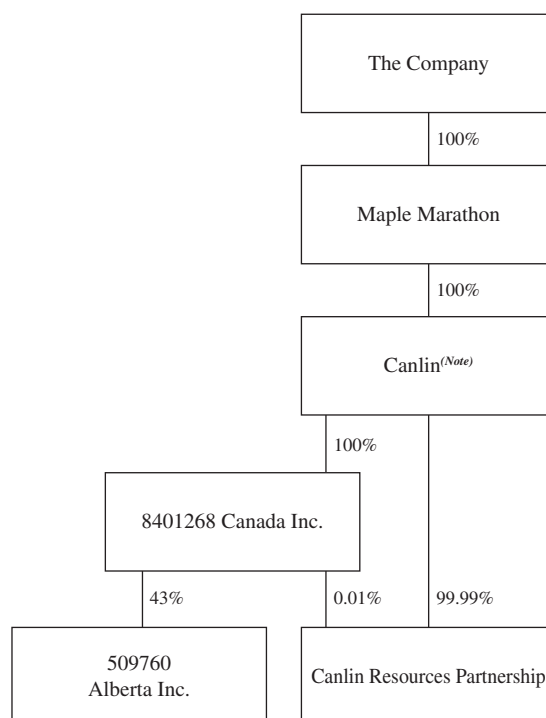 The Company
100%
Maple Marathon
100%
Canlin(Note)
100%
8401268 Canada Inc.
43%
0.01%
99.99%
509760
Alberta Inc.
Canlin Resources Partnership